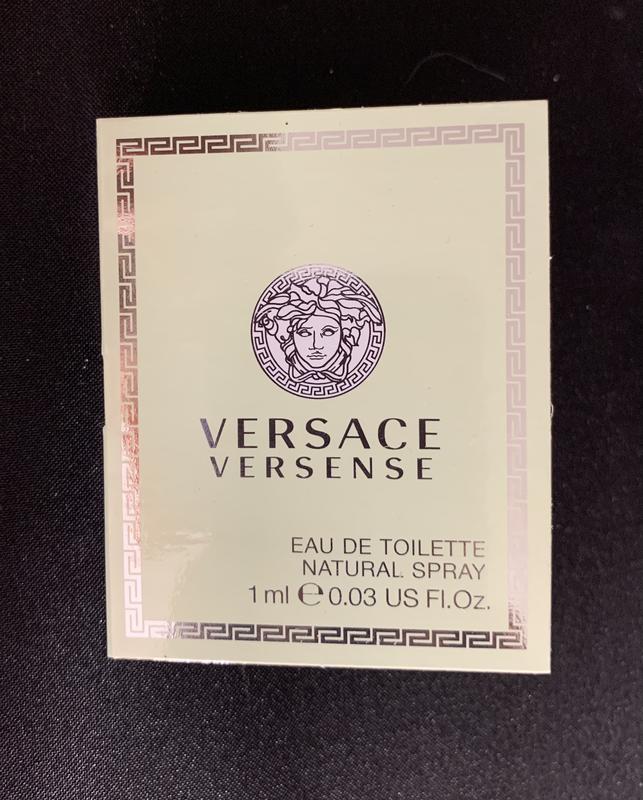 VERSACE
VERSENSE
EAU DE TOILETTE
NATURAL SPRAY
1 ml ℮ 0.03 US Fl.Oz.